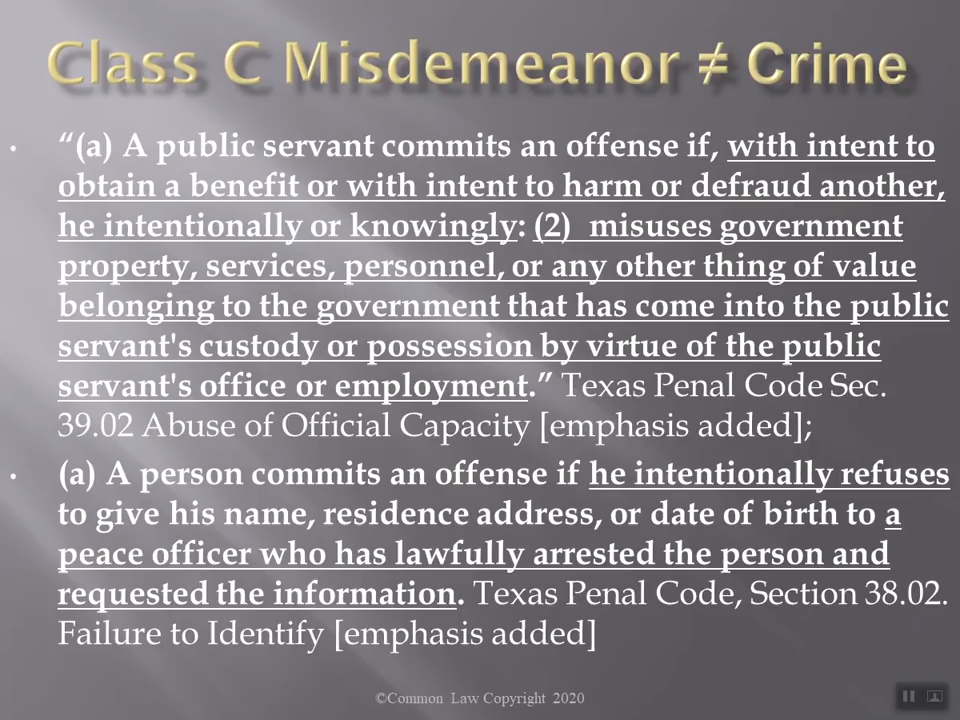 Class C Misdemeanor ≠ Crime
• “(a) A public servant commits an offense if, with intent to
obtain a benefit or with intent to harm or defraud another,
he intentionally or knowingly: (2)  misuses government
property, services, personnel, or any other thing of value
belonging to the government that has come into the public
servant's custody or possession by virtue of the public
servant's office or employment.” Texas Penal Code Sec.
39.02 Abuse of Official Capacity [emphasis added];
• (a) A person commits an offense if he intentionally refuses
to give his name, residence address, or date of birth to a
peace officer who has lawfully arrested the person and
requested the information. Texas Penal Code, Section 38.02.
Failure to Identify [emphasis added]
©Common Law Copyright 2020